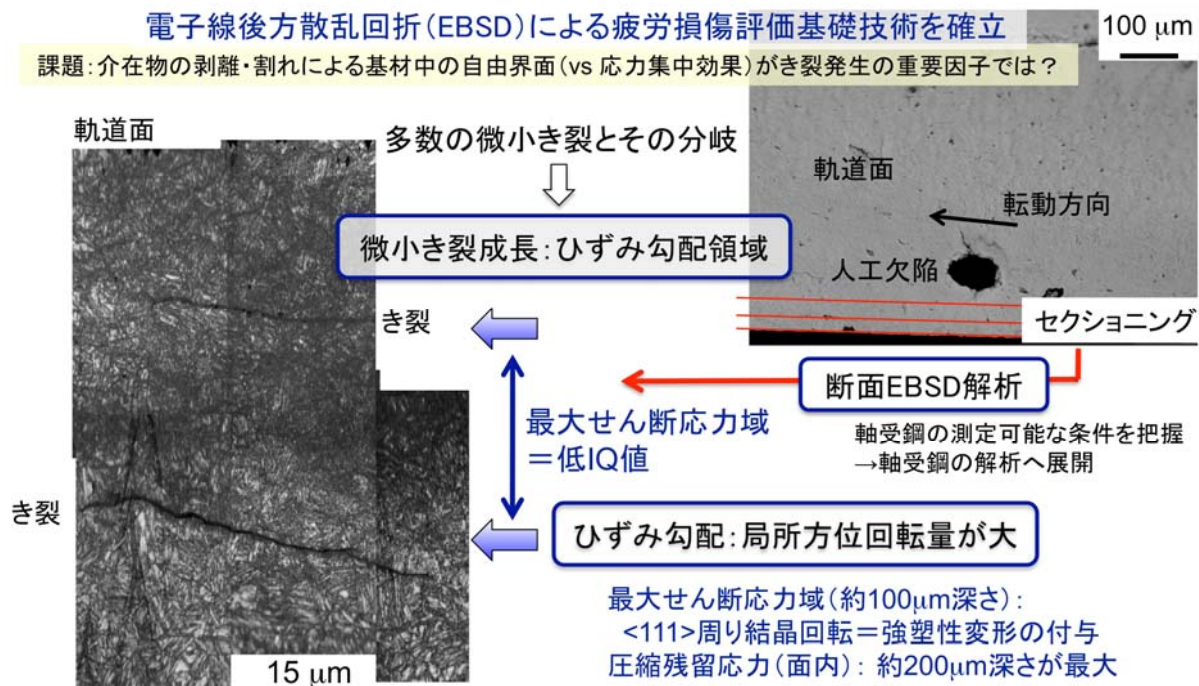 電子線後方散乱回折(EBSD)による疲労損傷評価基礎技術を確立
100 μm
課題:介在物の剥離・割れによる基材中の自由界面(vs 応力集中効果)がき裂発生の重要因子では?
軌道面
多数の微小き裂とその分岐
軌道面
転動方向
微小き裂成長:ひずみ勾配領域
人工欠陥
き裂
セクショニング
断面EBSD解析
最大せん断応力域
=低IQ値
軸受鋼の測定可能な条件を把握
→軸受鋼の解析へ展開
き裂
ひずみ勾配:局所方位回転量が大
最大せん断応力域(約100μm深さ):
<111>周り結晶回転=強塑性変形の付与
圧縮残留応力(面内): 約200μm深さが最大
15 μm